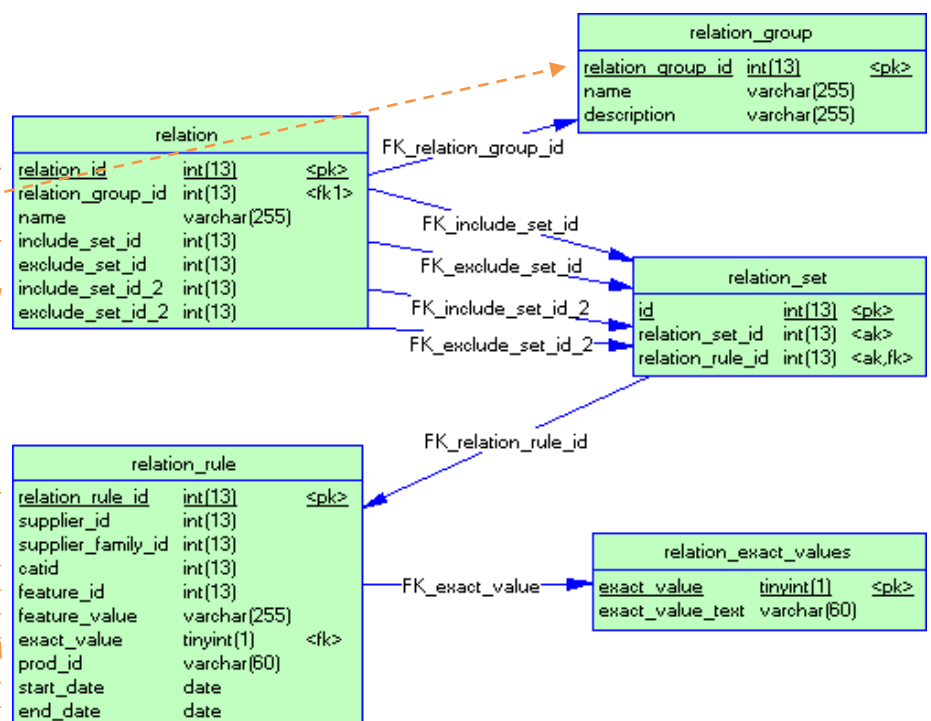 relation_group
relation_group_id int(13) <pk>
name varchar(255)
description varchar(255)
relation
relation_id int(13) <pk>
relation_group_id int(13) <fk1>
name varchar(255)
include_set_id int(13)
exclude_set_id int(13)
include_set_id_2 int(13)
exclude_set_id_2 int(13)
FK_relation_group_id
FK_include_set_id
FK_exclude_set_id
FK_include_set_id_2
FK_exclude_set_id_2
relation_set
id int(13) <pk>
relation_set_id int(13) <ak>
relation_rule_id int(13) <ak,fk>
FK_relation_rule_id
relation_rule
relation_rule_id int(13) <pk>
supplier_id int(13)
supplier_family_id int(13)
catid int(13)
feature_id int(13)
feature_value varchar(255)
exact_value tinyint(1) <fk>
prod_id varchar(60)
start_date date
end_date date
FK_exact_value
relation_exact_values
exact_value tinyint(1) <pk>
exact_value_text varchar(60)